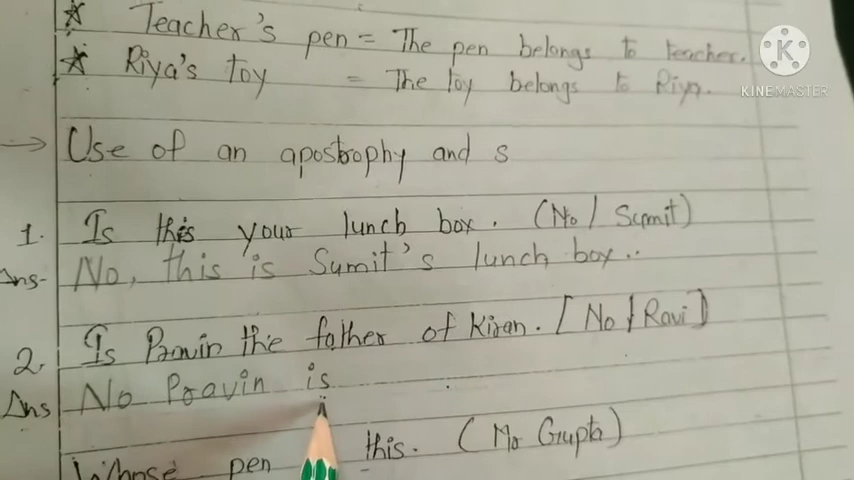 * Teacher's pen = The pen belongs to teacher.
* Riya's toy = The toy belongs to Riya.
KINEMASTER
→ Use of an apostrophy and s
1. Is this your lunch box. (No / Sumit)
Ans- No, this is Sumit's lunch box..
2. Is Pravin the father of Kiran. [No / Ravi]
Ans No Pravin is
Whose pen this. (Mr Gupta)